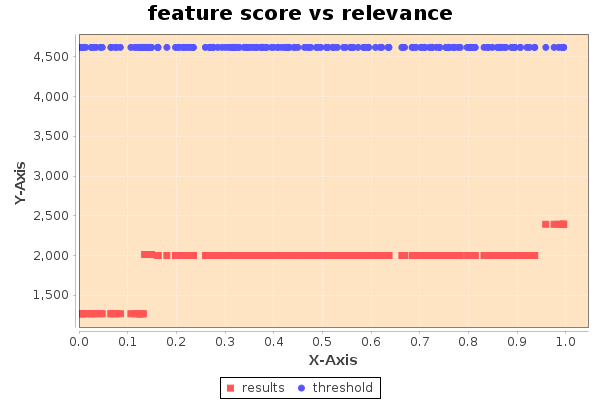 feature score vs relevance
4,500
4,000
3,500
3,000
2,500
2,000
1,500
Y-Axis
0.0 0.1 0.2 0.3 0.4 0.5 0.6 0.7 0.8 0.9 1.0
X-Axis
results threshold